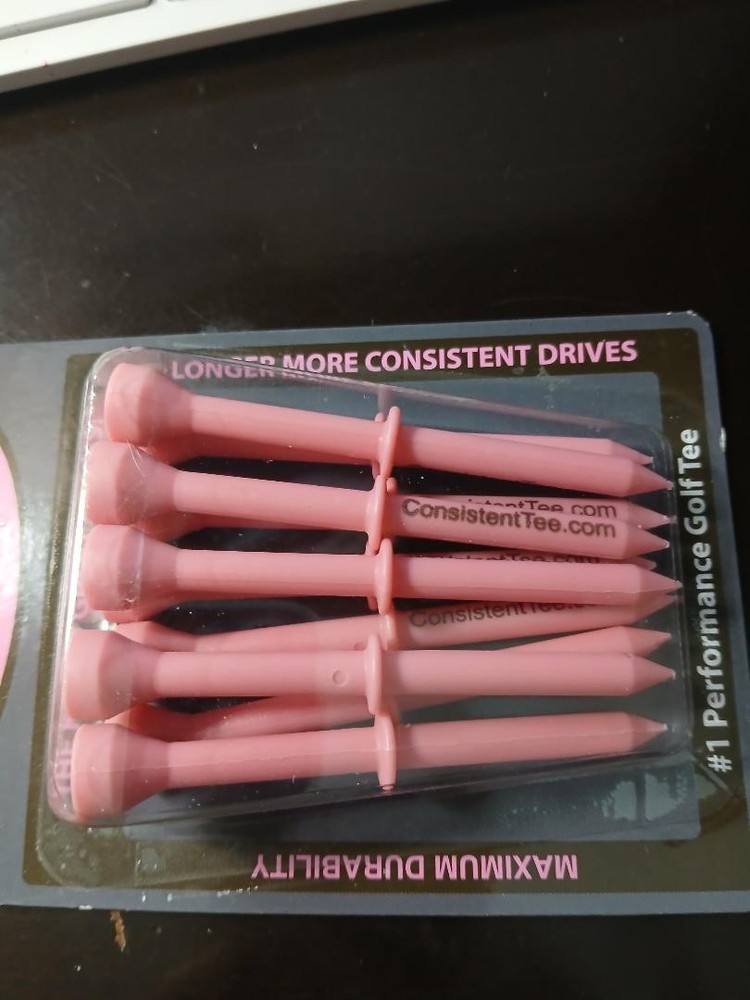 LONGER MORE CONSISTENT DRIVES
ConsistentTee.com
ConsistentTee.com
#1 Performance Golf Tee
MAXIMUM DURABILITY